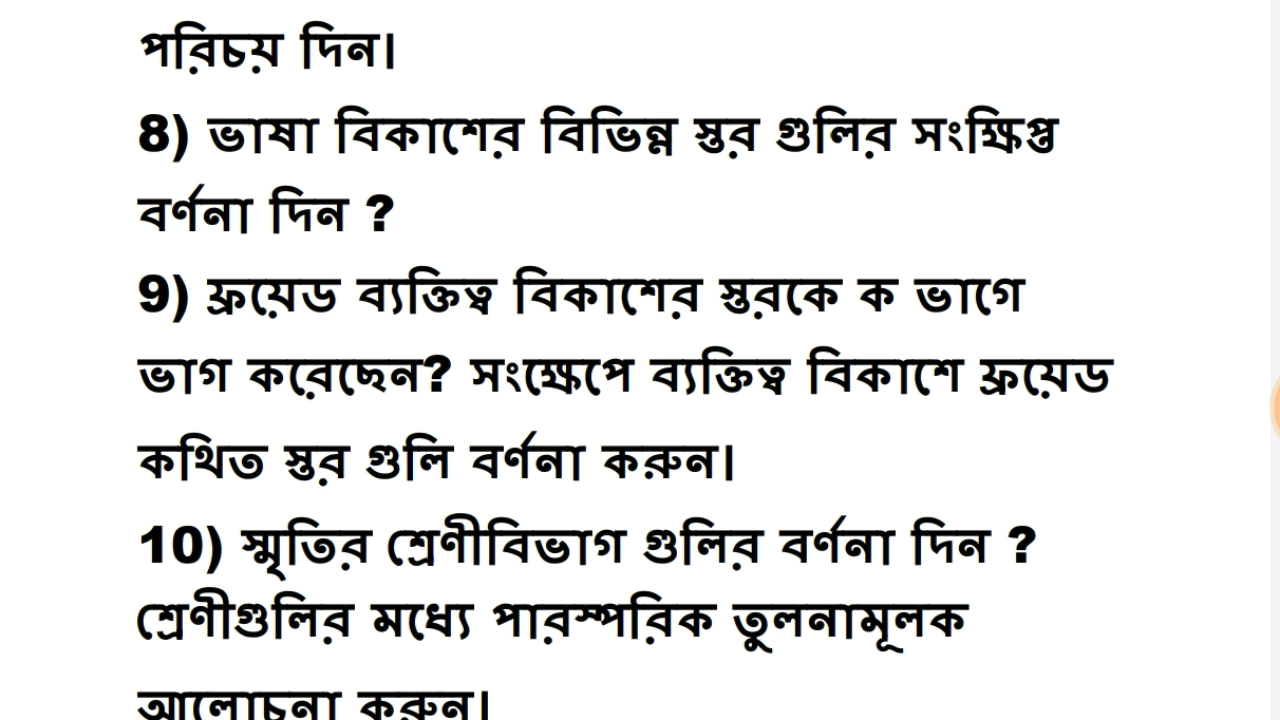 পরিচয় দিন।
8) ভাষা বিকাশের বিভিন্ন স্তর গুলির সংক্ষিপ্ত
বর্ণনা দিন ?
9) ফ্রয়েড ব্যক্তিত্ব বিকাশের স্তরকে ক ভাগে
ভাগ করেছেন? সংক্ষেপে ব্যক্তিত্ব বিকাশে ফ্রয়েড
কথিত স্তর গুলি বর্ণনা করুন।
10) স্মৃতির শ্রেণীবিভাগ গুলির বর্ণনা দিন ?
শ্রেণীগুলির মধ্যে পারস্পরিক তুলনামূলক
আলোচনা করুন।